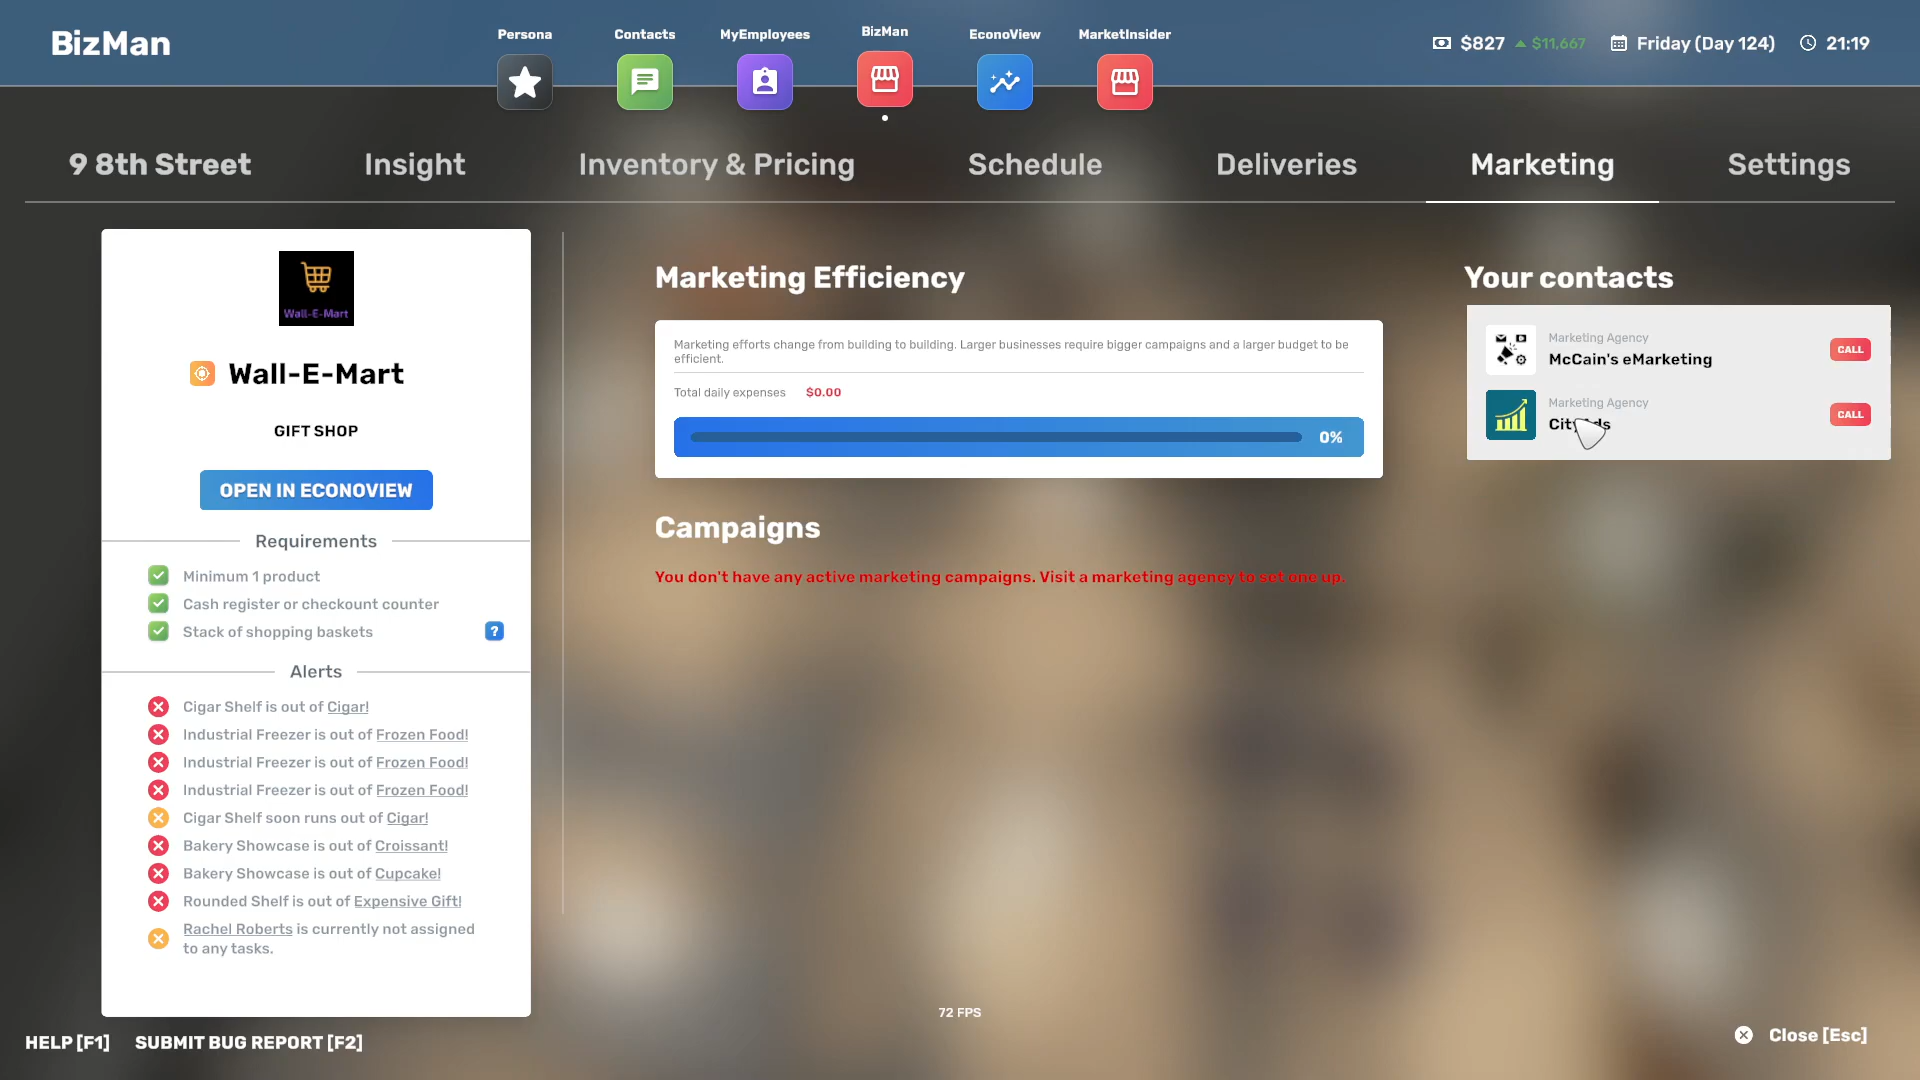 BizMan
Persona
Contacts
MyEmployees
BizMan
EconoView
MarketInsider
$827
$11,667
Friday (Day 124)
21:19
9 8th Street
Insight
Inventory & Pricing
Schedule
Deliveries
Marketing
Settings
Wall-E-Mart
Wall-E-Mart
GIFT SHOP
OPEN IN ECONOVIEW
Requirements
Minimum 1 product
Cash register or checkount counter
Stack of shopping baskets
?
Alerts
Cigar Shelf is out of Cigar!
Industrial Freezer is out of Frozen Food!
Industrial Freezer is out of Frozen Food!
Industrial Freezer is out of Frozen Food!
Cigar Shelf soon runs out of Cigar!
Bakery Showcase is out of Croissant!
Bakery Showcase is out of Cupcake!
Rounded Shelf is out of Expensive Gift!
Rachel Roberts is currently not assigned
to any tasks.
Marketing Efficiency
Marketing efforts change from building to building. Larger businesses require bigger campaigns and a larger budget to be
efficient.
Total daily expenses $0.00
0%
Campaigns
You don't have any active marketing campaigns. Visit a marketing agency to set one up.
Your contacts
Marketing Agency
McCain's eMarketing
CALL
Marketing Agency
CityAds
CALL
72 FPS
HELP [F1]
SUBMIT BUG REPORT [F2]
Close [Esc]